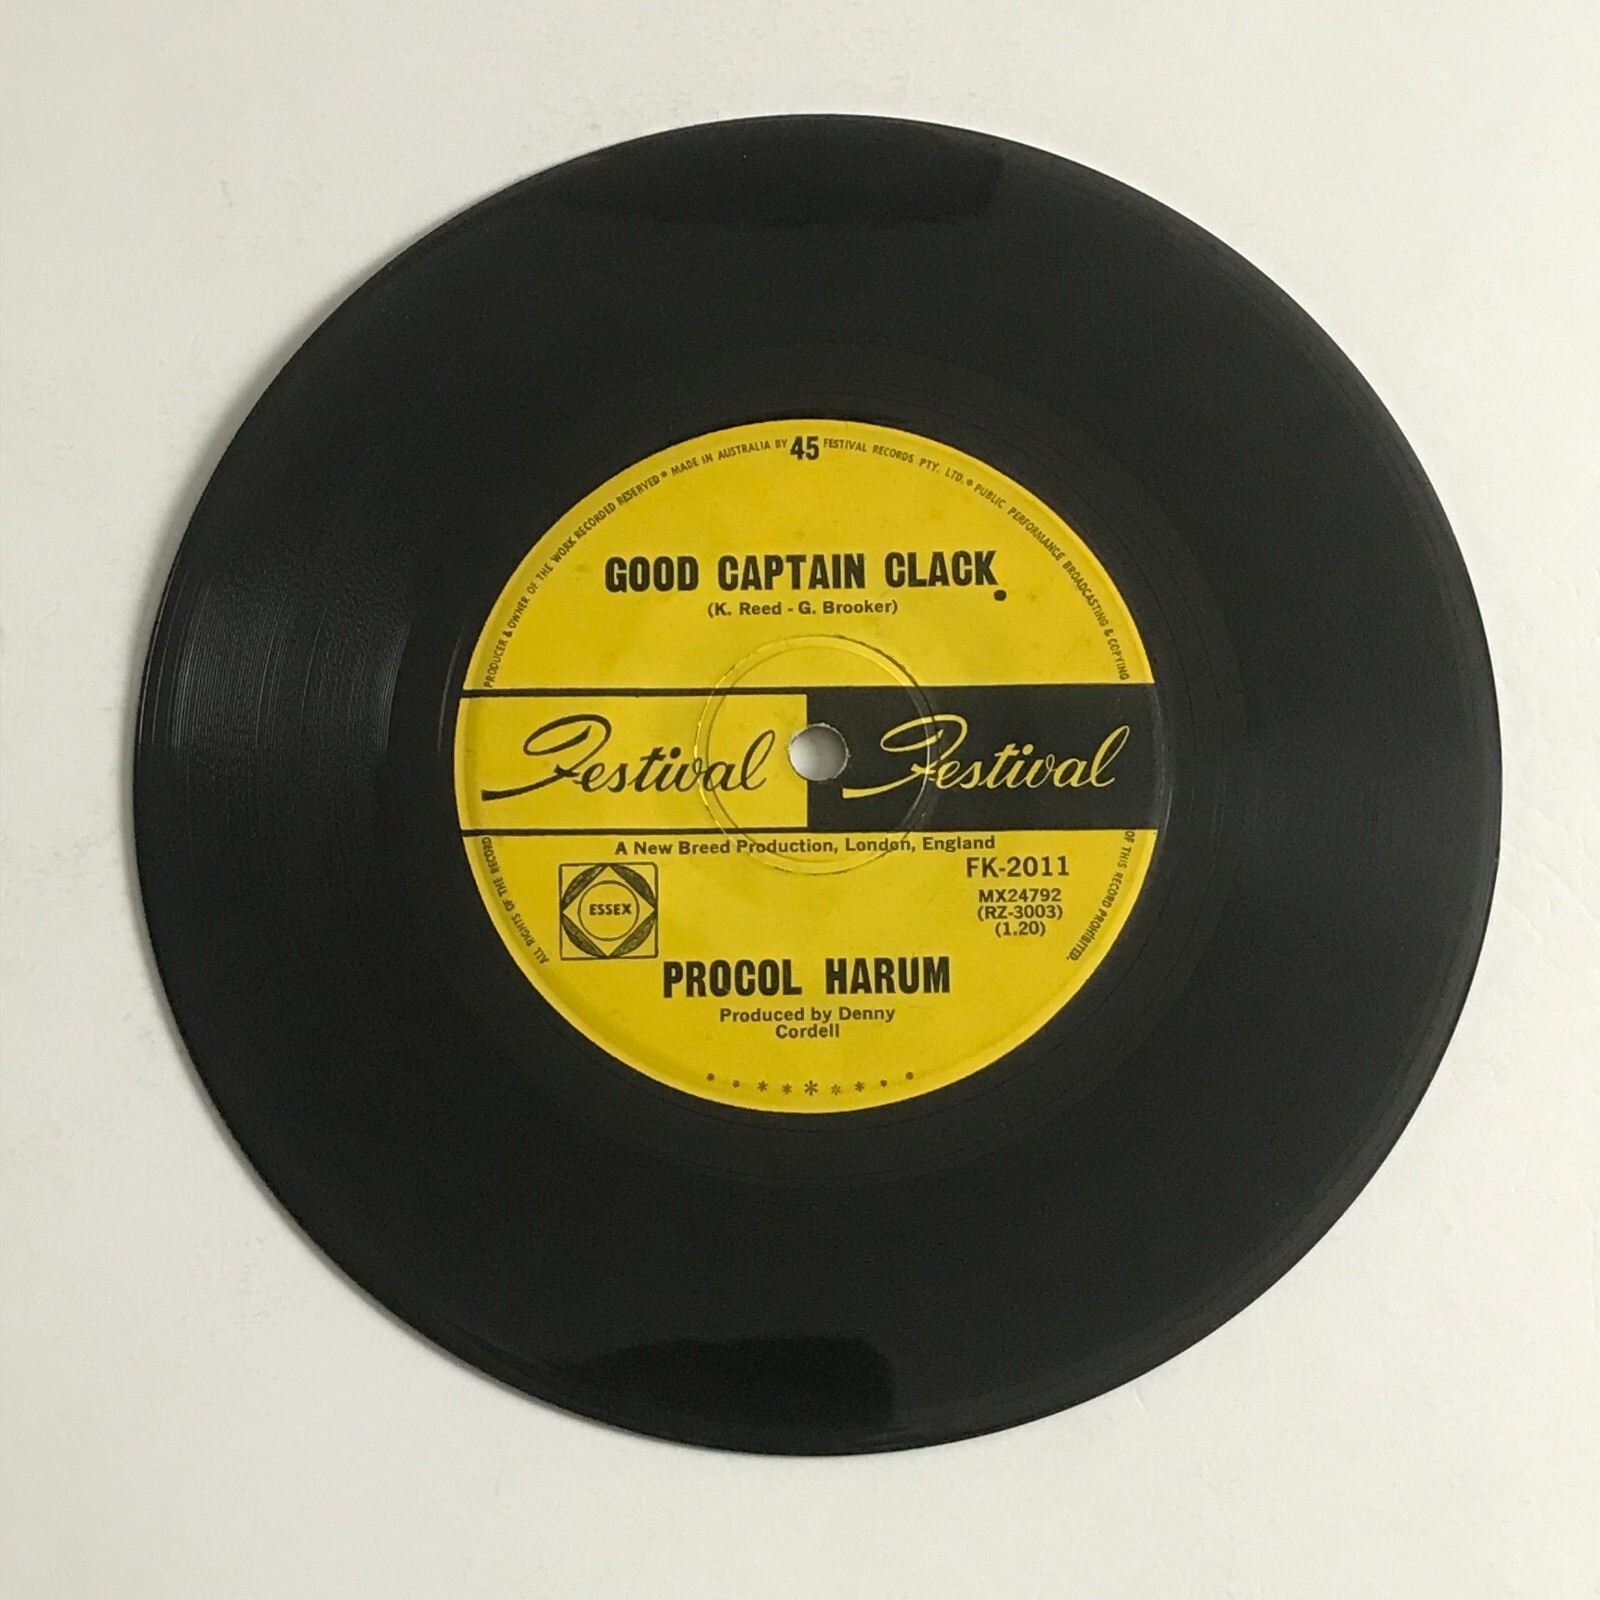 PRODUCER & OWNER OF THE WORK RECORDED RESERVED * MADE IN AUSTRALIA BY 45 FESTIVAL RECORDS PTY. LTD. * PUBLIC PERFORMANCE BROADCASTING & COPYING
GOOD CAPTAIN CLACK
(K. Reed - G. Brooker)
Festival Festival
A New Breed Production, London, England
FK-2011
MX24792
(RZ-3003)
(1.20)
ESSEX
PROCOL HARUM
Produced by Denny
Cordell
ALL RIGHTS OF THE RECORD
OF THIS RECORD PROHIBITED.